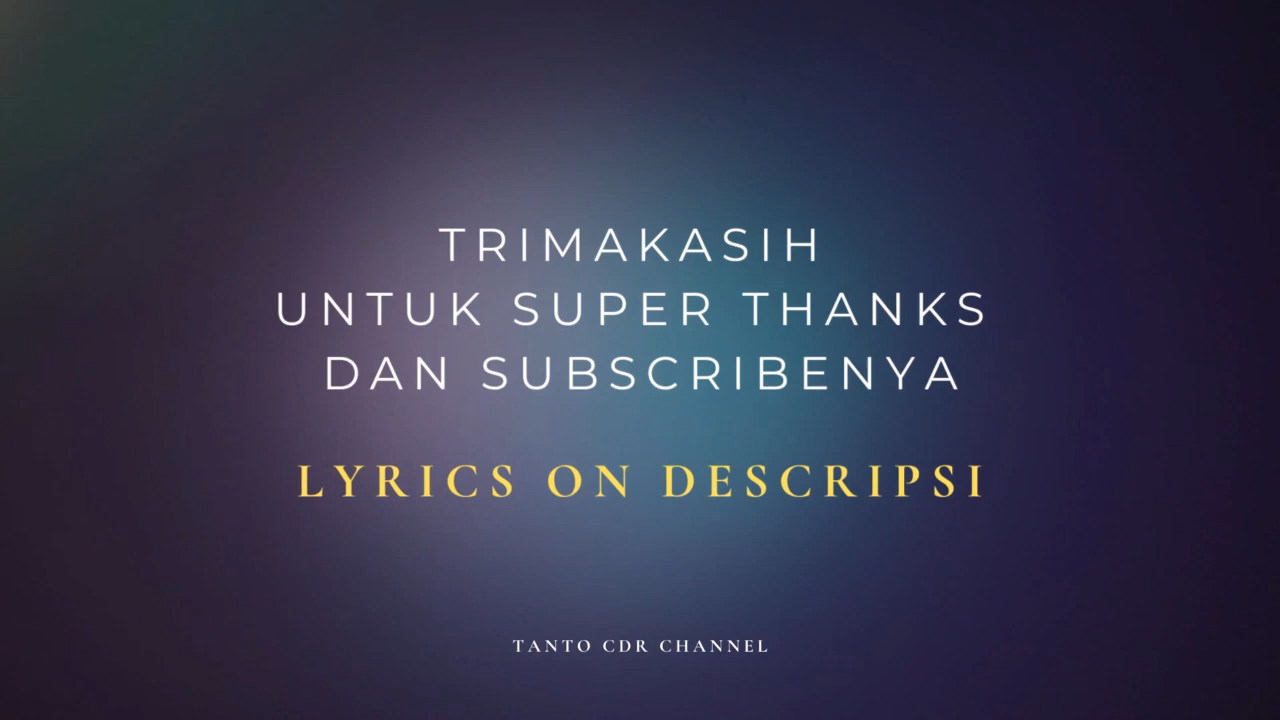 TRIMAKASIH
UNTUK SUPER THANKS
DAN SUBSCRIBENYA
LYRICS ON DESCRIPSI
TANTO CDR CHANNEL